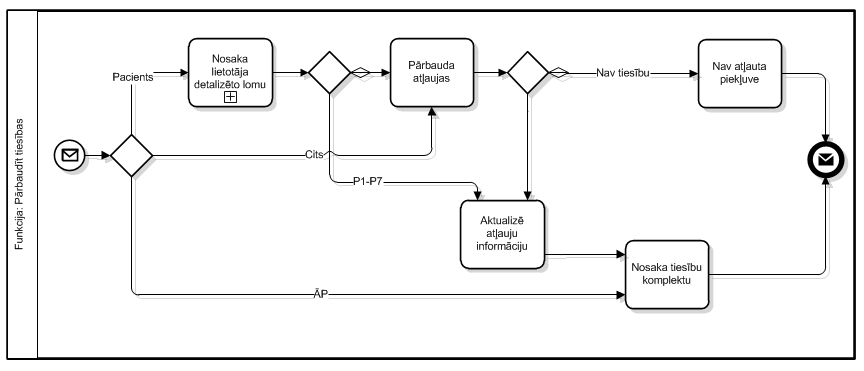 Funkcija: Pārbaudīt tiesības
Pacients
Nosaka
lietotāja
detalizēto lomu
Pārbauda
atļaujas
Nav tiesību
Nav atļauta
piekļuve
Cits
P1-P7
Aktualizē
atļauju
informāciju
Nosaka tiesību
komplektu
ĀP